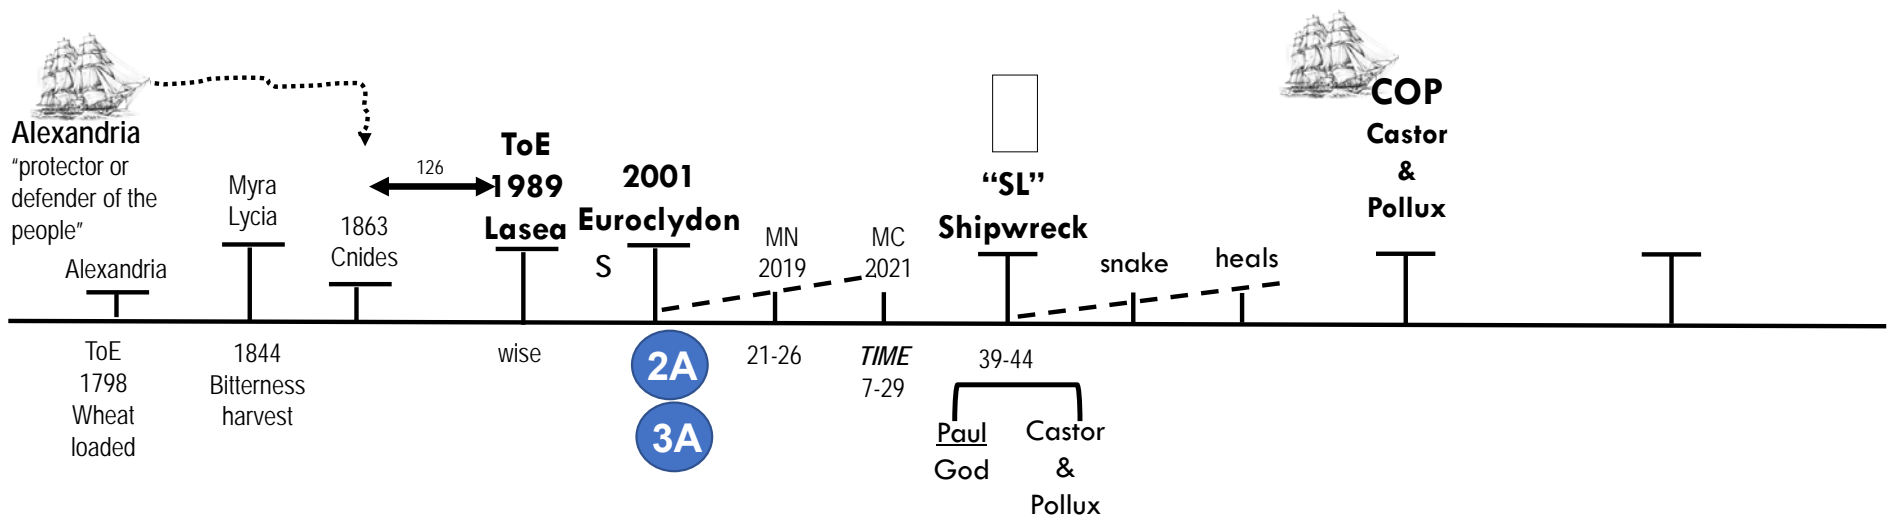 Alexandria
"protector or
defender of the
people"
Alexandria
ToE
1798
Wheat
loaded
Myra
Lycia
1844
Bitterness
harvest
1863
Cnides
126
ToE
1989
Lasea
wise
2001
Euroclydon
S
2A
3A
MN
2019
21-26
MC
2021
TIME
7-29
"SL"
Shipwreck
39-44
Paul
God
Castor
&
Pollux
snake
heals
COP
Castor
&
Pollux